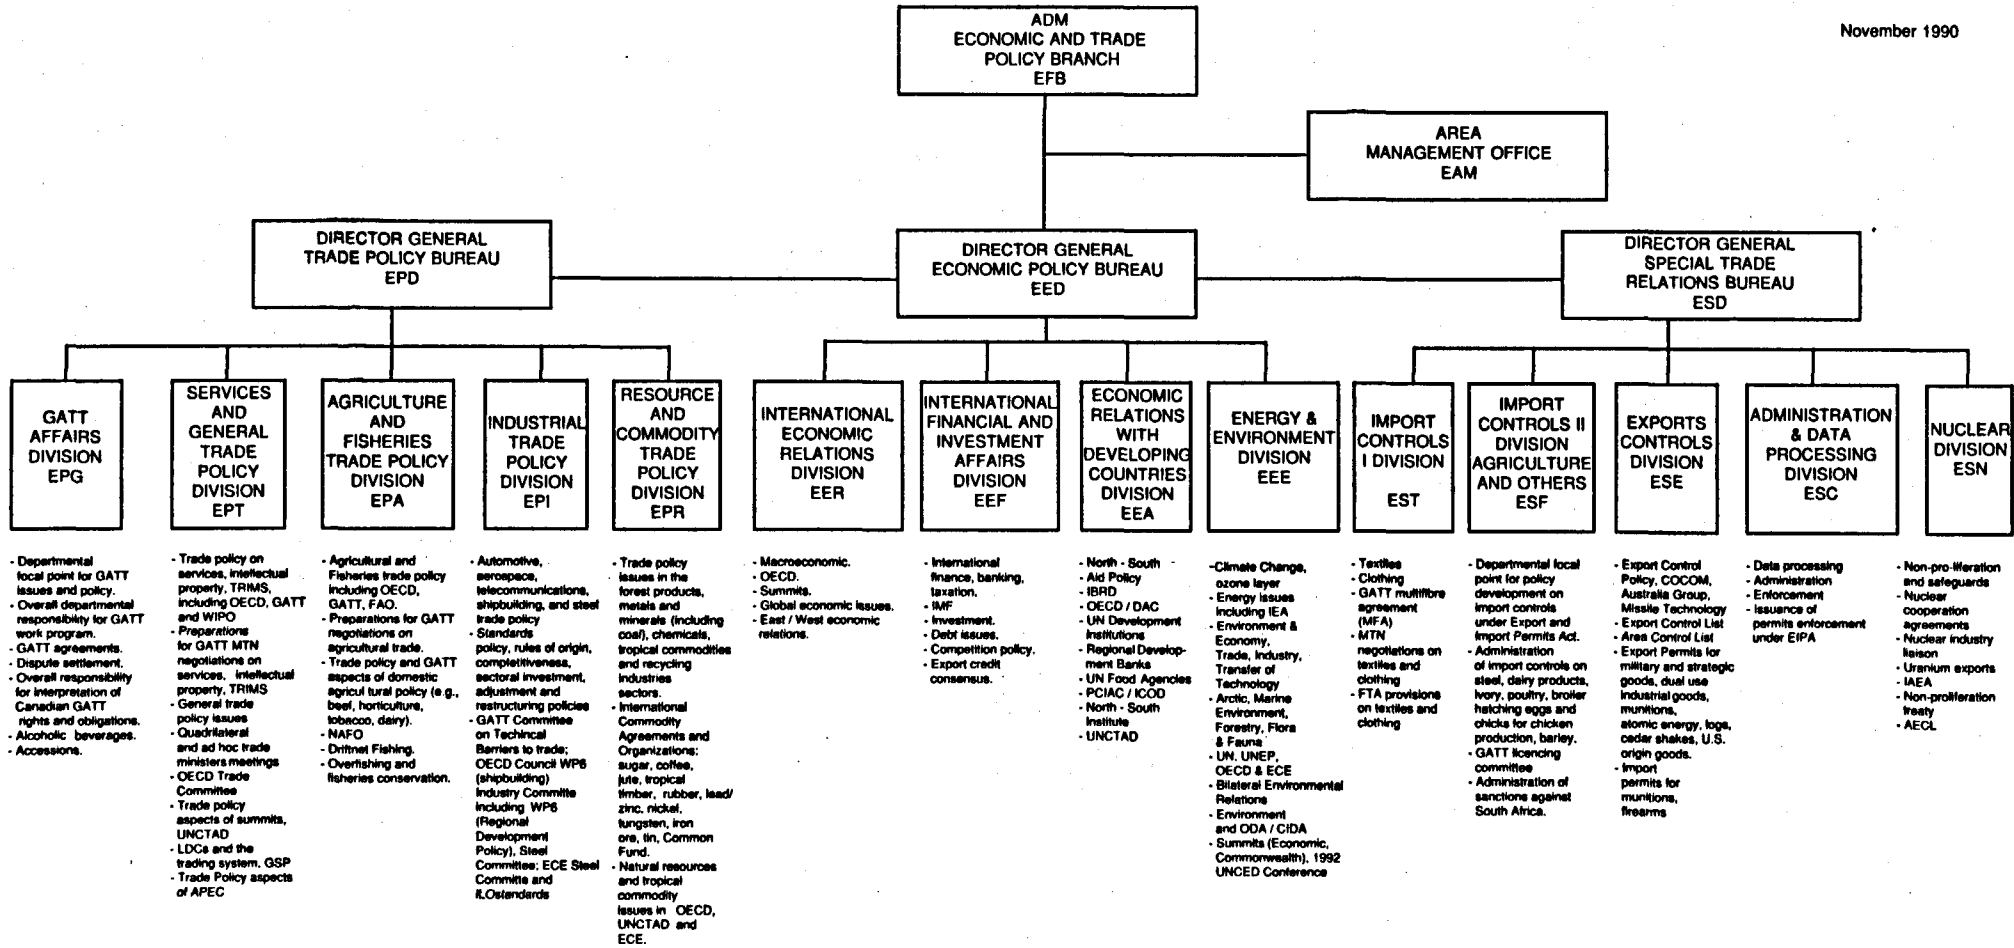 November 1990
ADM
ECONOMIC AND TRADE
POLICY BRANCH
EFB
AREA
MANAGEMENT OFFICE
EAM
DIRECTOR GENERAL
TRADE POLICY BUREAU
EPD
DIRECTOR GENERAL
ECONOMIC POLICY BUREAU
EED
DIRECTOR GENERAL
SPECIAL TRADE
RELATIONS BUREAU
ESD
GATT
AFFAIRS
DIVISION
EPG
SERVICES
AND
GENERAL
TRADE
POLICY
DIVISION
EPT
AGRICULTURE
AND
FISHERIES
TRADE POLICY
DIVISION
EPA
INDUSTRIAL
TRADE
POLICY
DIVISION
EPI
RESOURCE
AND
COMMODITY
TRADE
POLICY
DIVISION
EPR
INTERNATIONAL
ECONOMIC
RELATIONS
DIVISION
EER
INTERNATIONAL
FINANCIAL AND
INVESTMENT
AFFAIRS
DIVISION
EEF
ECONOMIC
RELATIONS
WITH
DEVELOPING
COUNTRIES
DIVISION
EEA
ENERGY &
ENVIRONMENT
DIVISION
EEE
IMPORT
CONTROLS
I DIVISION
EST
IMPORT
CONTROLS II
DIVISION
AGRICULTURE
AND OTHERS
ESF
EXPORTS
CONTROLS
DIVISION
ESE
ADMINISTRATION
& DATA
PROCESSING
DIVISION
ESC
NUCLEAR
DIVISION
ESN
- Departmental
focal point for GATT
issues and policy.
- Overall departmental
responsibility for GATT
work program.
- GATT agreements.
- Dispute settlement.
- Overall responsibility
for interpretation of
Canadian GATT
rights and obligations.
- Alcoholic beverages.
- Accessions.
- Trade policy on
services, intellectual
property, TRIMS,
including OECD, GATT
and WIPO
- Preparations
for GATT MTN
negotiations on
services, intellectual
property, TRIMS
- General trade
policy issues
- Quadrilateral
and ad hoc trade
ministers meetings
- OECD Trade
Committee
- Trade policy
aspects of summits,
UNCTAD
- LDCs and the
trading system. GSP
- Trade Policy aspects
of APEC
- Agricultural and
Fisheries trade policy
including OECD,
GATT, FAO.
- Preparations for GATT
negotiations on
agricultural trade.
- Trade policy and GATT
aspects of domestic
agricul tural policy (e.g.,
beef, horticulture,
tobacco, dairy).
- NAFO
- Driftnet Fishing.
- Overfishing and
fisheries conservation.
- Automotive,
aerospace,
telecommunications,
shipbuilding, and steel
trade policy
- Standards
policy, rules of origin,
completitiveness,
sectoral investment,
adjustment and
restructuring policies
- GATT Committee
on Techincal
Barriers to trade;
OECD Council WP6
(shipbuilding)
Industry Committe
including WP6
(Regional
Development
Policy), Steel
Committee; ECE Steel
Committe and
ILOstandards
- Trade policy
issues in the
forest products,
metals and
minerals (including
coal), chemicals,
tropical commodities
and recycling
industries
sectors.
- International
Commodity
Agreements and
Organizations:
sugar, coffee,
jute, tropical
timber, rubber, lead/
zinc, nickel,
tungsten, iron
ore, tin, Common
Fund.
- Natural resources
and tropical
commodity
issues in OECD,
UNCTAD and
ECE.
- Macroeconomic.
- OECD.
- Summits.
- Global economic issues.
- East / West economic
relations.
- International
finance, banking,
taxation.
- IMF
- Investment.
- Debt issues.
- Competition policy.
- Export credit
consensus.
- North - South
- Aid Policy
- IBRD
- OECD / DAC
- UN Development
Institutions
- Regional Develop-
ment Banks
- UN Food Agencies
- PCIAC / ICOD
- North - South
Institute
- UNCTAD
-Climate Change,
ozone layer
- Energy issues
including IEA
- Environment &
Economy,
Trade, Industry,
Transfer of
Technology
- Arctic, Marine
Environment,
Forestry, Flora
& Fauna
- UN. UNEP,
OECD & ECE
- Bilateral Environmental
Relations
- Environment
and ODA / CIDA
- Summits (Economic,
Commonwealth), 1992
UNCED Conference
- Textiles
- Clothing
- GATT multifibre
agreement
(MFA)
- MTN
negotiations on
textiles and
clothing
- FTA provisions
on textiles and
clothing
- Departmental focal
point for policy
development on
import controls
under Export and
Import Permits Act.
- Administration
of import controls on
steel, dairy products,
ivory, poultry, broiler
hatching eggs and
chicks for chicken
production, barley.
- GATT licencing
committee
- Administration of
sanctions against
South Africa.
- Export Control
Policy, COCOM,
Australia Group,
Missile Technology
- Export Control List
- Area Control List
- Export Permits for
military and strategic
goods, dual use
industrial goods,
munitions,
atomic energy, logs,
cedar shakes, U.S.
origin goods.
- Import
permits for
munitions,
firearms
- Data processing
- Administration
- Enforcement
- Issuance of
permits enforcement
under EIPA
- Non-pro-liferation
and safeguards
- Nuclear
cooperation
agreements
- Nuclear industry
liaison
- Uranium exports
- IAEA
- Non-proliferation
treaty
- AECL